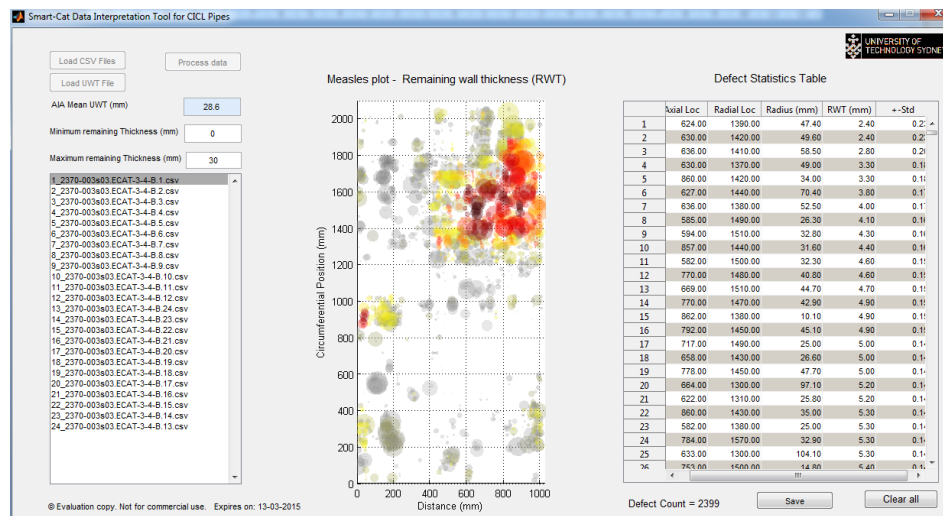 Smart-Cat Data Interpretation Tool for CICL Pipes
UNIVERSITY OF
TECHNOLOGY SYDNEY
Load CSV Files
Process data
Load UWT File
AIA Mean UWT (mm)
28.6
Minimum remaining Thickness (mm)
0
Maximum remaining Thickness (mm)
30
1_2370-003s03.ECAT-3-4-B.1.csv
2_2370-003s03.ECAT-3-4-B.2.csv
3_2370-003s03.ECAT-3-4-B.3.csv
4_2370-003s03.ECAT-3-4-B.4.csv
5_2370-003s03.ECAT-3-4-B.5.csv
6_2370-003s03.ECAT-3-4-B.6.csv
7_2370-003s03.ECAT-3-4-B.7.csv
8_2370-003s03.ECAT-3-4-B.8.csv
9_2370-003s03.ECAT-3-4-B.9.csv
10_2370-003s03.ECAT-3-4-B.10.csv
11_2370-003s03.ECAT-3-4-B.11.csv
12_2370-003s03.ECAT-3-4-B.12.csv
13_2370-003s03.ECAT-3-4-B.24.csv
14_2370-003s03.ECAT-3-4-B.23.csv
15_2370-003s03.ECAT-3-4-B.22.csv
16_2370-003s03.ECAT-3-4-B.21.csv
17_2370-003s03.ECAT-3-4-B.20.csv
18_2370-003s03.ECAT-3-4-B.19.csv
19_2370-003s03.ECAT-3-4-B.18.csv
20_2370-003s03.ECAT-3-4-B.17.csv
21_2370-003s03.ECAT-3-4-B.16.csv
22_2370-003s03.ECAT-3-4-B.15.csv
23_2370-003s03.ECAT-3-4-B.14.csv
24_2370-003s03.ECAT-3-4-B.13.csv
® Evaluation copy. Not for commercial use. Expires on: 13-03-2015
Measles plot - Remaining wall thickness (RWT)
Circumferential Position (mm)
2000
1800
1600
1400
1200
1000
800
600
400
200
0
0 200 400 600 800 1000
Distance (mm)
Defect Statistics Table
Axial Loc Radial Loc Radius (mm) RWT (mm) +-Std
1 624.00 1390.00 47.40 2.40
2 630.00 1420.00 49.60 2.40
3 636.00 1410.00 58.50 2.80
4 630.00 1370.00 49.00 3.30
5 860.00 1420.00 34.00 3.30
6 627.00 1440.00 70.40 3.80
7 636.00 1380.00 52.50 4.00
8 585.00 1490.00 26.30 4.10
9 594.00 1510.00 32.80 4.30
10 857.00 1440.00 31.60 4.40
11 582.00 1500.00 32.30 4.60
12 770.00 1480.00 40.80 4.60
13 669.00 1510.00 44.70 4.70
14 770.00 1470.00 42.90 4.90
15 862.00 1380.00 10.10 4.90
16 792.00 1450.00 45.10 4.90
17 717.00 1490.00 25.00 5.00
18 658.00 1430.00 26.60 5.00
19 778.00 1450.00 47.70 5.00
20 664.00 1300.00 97.10 5.20
21 622.00 1310.00 25.80 5.20
22 860.00 1430.00 35.00 5.30
23 582.00 1380.00 25.00 5.30
24 784.00 1570.00 32.90 5.30
25 633.00 1300.00 104.10 5.30
26 753.00 1500.00 14.80 5.40
Defect Count = 2399
Save
Clear all